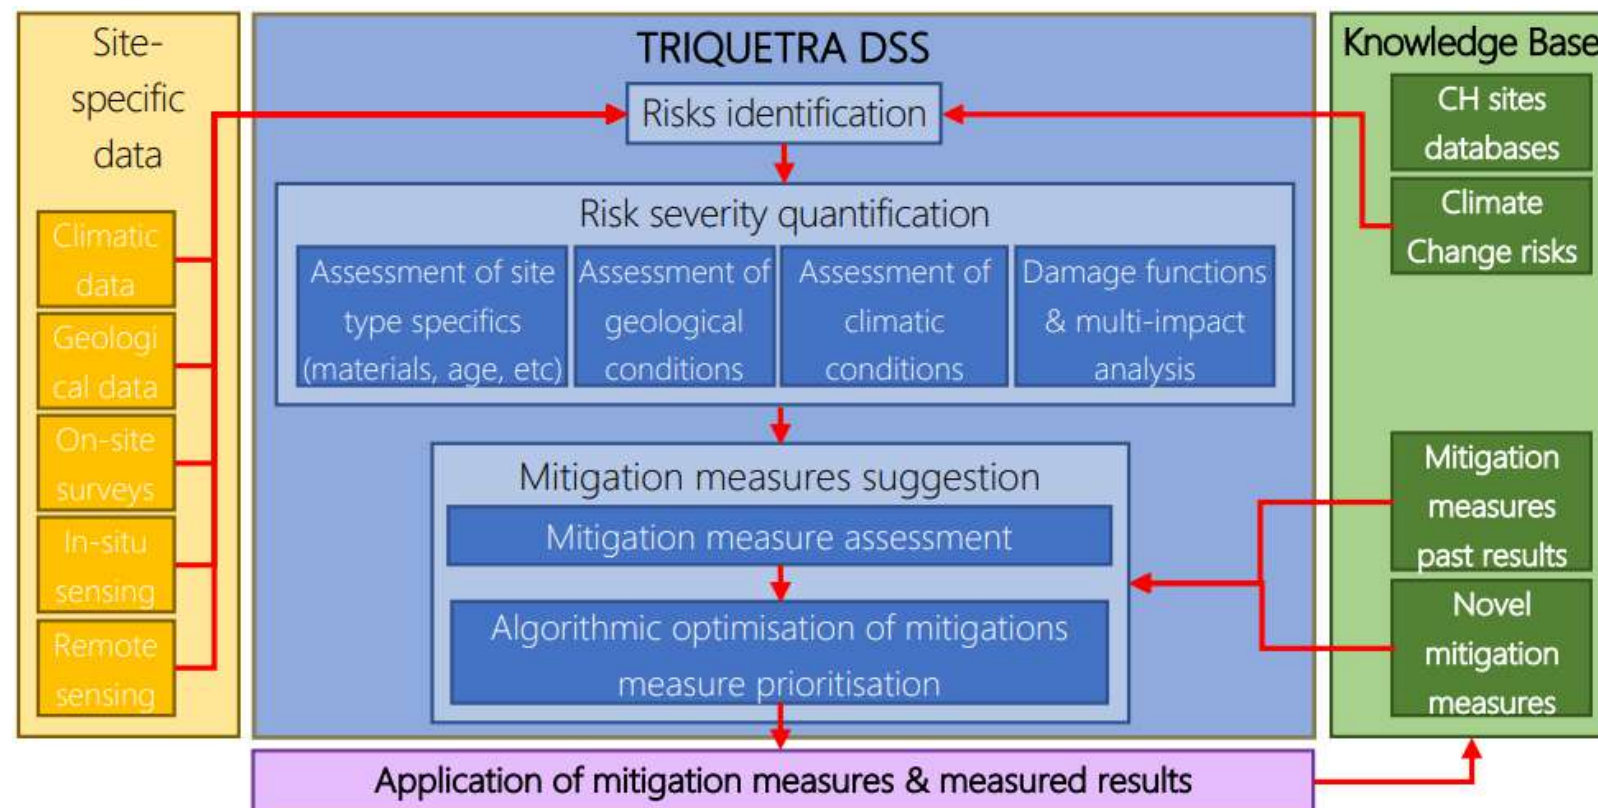 Site-
specific
data
Climatic
data
Geologi
cal data
On-site
surveys
In-situ
sensing
Remote
sensing
TRIQUETRA DSS
Risks identification
Risk severity quantification
Assessment of site
type specifics
(materials, age, etc)
Assessment of
geological
conditions
Assessment of
climatic
conditions
Damage functions
& multi-impact
analysis
Mitigation measures suggestion
Mitigation measure assessment
Algorithmic optimisation of mitigations
measure prioritisation
Application of mitigation measures & measured results
Knowledge Base
CH sites
databases
Climate
Change risks
Mitigation
measures
past results
Novel
mitigation
measures